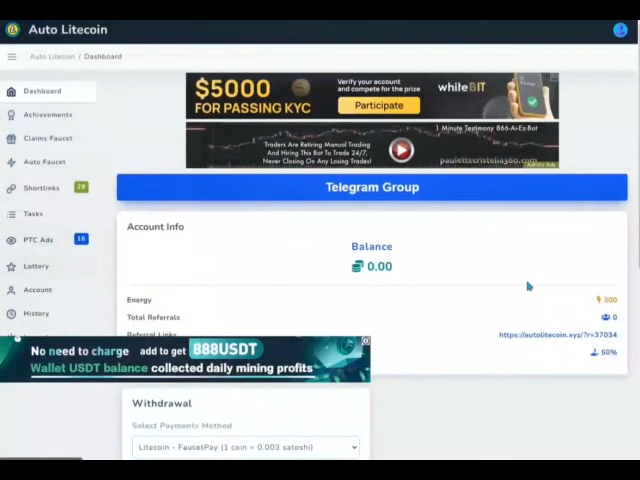 Auto Litecoin
Auto Litecoin / Dashboard
$5000
FOR PASSING KYC
Verify your account
and compete for the prize
Participate
whiteBIT
Traders Are Retiring Manual Trading
And Hiring This Bot To Trade 24/7,
Never Closing On Any Losing Trades!
1 Minute Testimony 866-Ai-Ez-Bot
paulettecristelia360.com
Dashboard
Achievements
Claims Faucet
Auto Faucet
Shortlinks 29
Tasks
PTC Ads 16
Lottery
Account
History
Telegram Group
Account Info
Balance
0.00
Energy 300
Total Referrals 0
Referral Links https://autolitecoin.xyz/?r=37034
50%
No need to charge add to get 888USDT
Wallet USDT balance collected daily mining profits
Withdrawal
Select Payments Method
Litecoin - FaucetPay (1 coin = 0.003 satoshi)